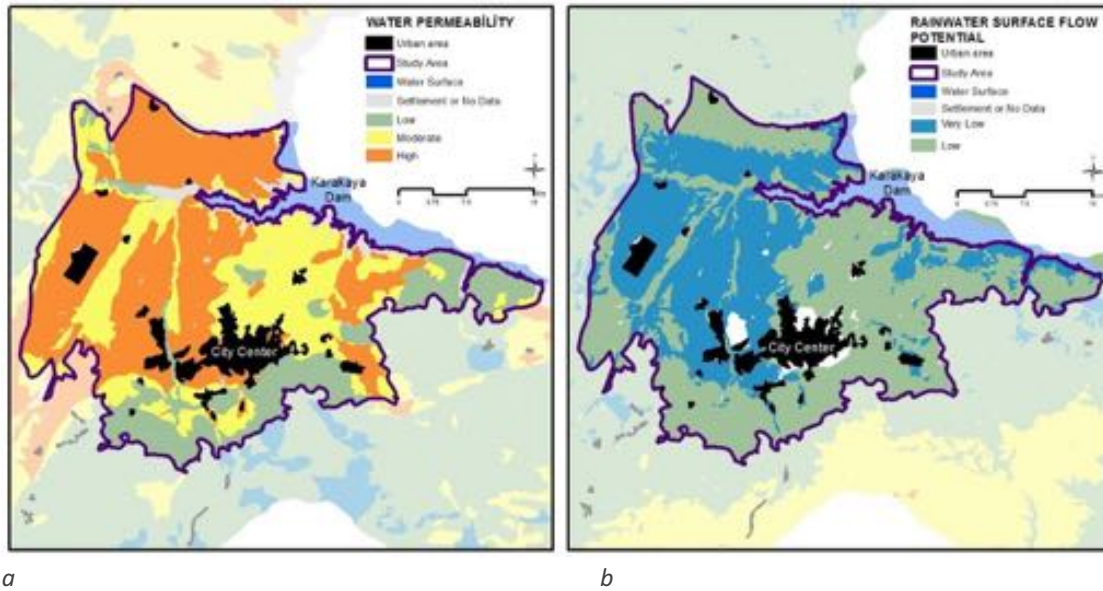 WATER PERMEABİLİTY
Urban area
Study Area
Water Surface
Settlement or No Data
Low
Moderate
High
Karakaya
Dam
City Center
RAINWATER SURFACE FLOW
POTENTIAL
Urban area
Study Area
Water Surface
Settlement or No Data
Very Low
Low
Karakaya
Dam
City Center
a
b